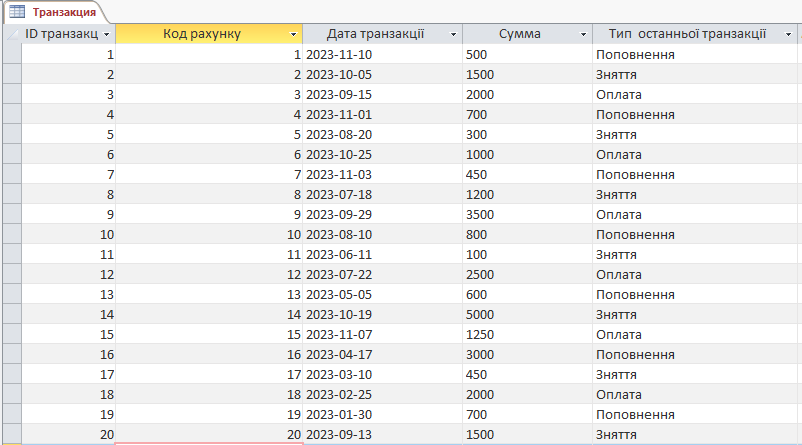 Транзакция
ID транзакц Код рахунку Дата транзакції Сумма Тип останньої транзакції
1 1 2023-11-10 500 Поповнення
2 2 2023-10-05 1500 Зняття
3 3 2023-09-15 2000 Оплата
4 4 2023-11-01 700 Поповнення
5 5 2023-08-20 300 Зняття
6 6 2023-10-25 1000 Оплата
7 7 2023-11-03 450 Поповнення
8 8 2023-07-18 1200 Зняття
9 9 2023-09-29 3500 Оплата
10 10 2023-08-10 800 Поповнення
11 11 2023-06-11 100 Зняття
12 12 2023-07-22 2500 Оплата
13 13 2023-05-05 600 Поповнення
14 14 2023-10-19 5000 Зняття
15 15 2023-11-07 1250 Оплата
16 16 2023-04-17 3000 Поповнення
17 17 2023-03-10 450 Зняття
18 18 2023-02-25 2000 Оплата
19 19 2023-01-30 700 Поповнення
20 20 2023-09-13 1500 Зняття